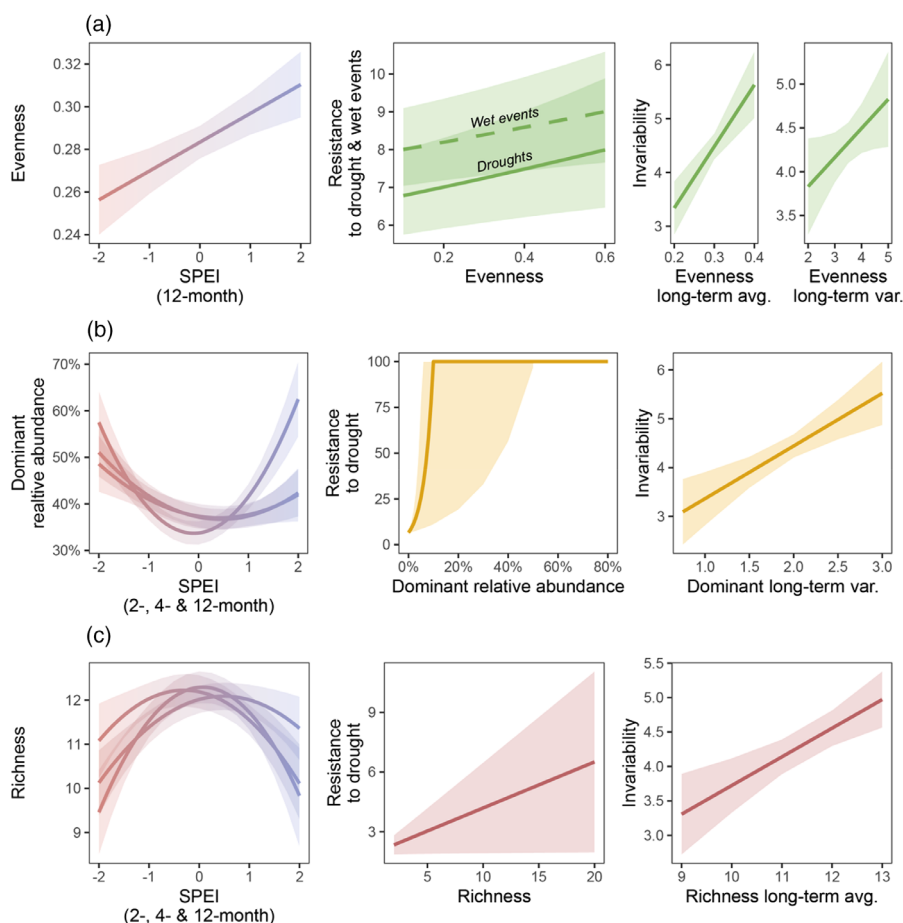 (a)
Evenness
0.32
0.30
0.28
0.26
0.24
-2 -1 0 1 2
SPEI
(12-month)
Resistance
to drought & wet events
10
9
8
7
6
Wet events
Droughts
0.2 0.4 0.6
Evenness
Invariability
6
5
4
3
0.2 0.3 0.4
Evenness
long-term avg.
5.0
4.5
4.0
3.5
2 3 4 5
Evenness
long-term var.
(b)
Dominant
realtive abundance
70%
60%
50%
40%
30%
-2 -1 0 1 2
SPEI
(2-, 4- & 12-month)
Resistance
to drought
100
75
50
25
0
0% 20% 40% 60% 80%
Dominant relative abundance
Invariability
6
5
4
3
1.0 1.5 2.0 2.5 3.0
Dominant long-term var.
(c)
Richness
12
11
10
9
-2 -1 0 1 2
SPEI
(2-, 4- & 12-month)
Resistance
to drought
9
6
3
5 10 15 20
Richness
Invariability
5.5
5.0
4.5
4.0
3.5
3.0
9 10 11 12 13
Richness long-term avg.